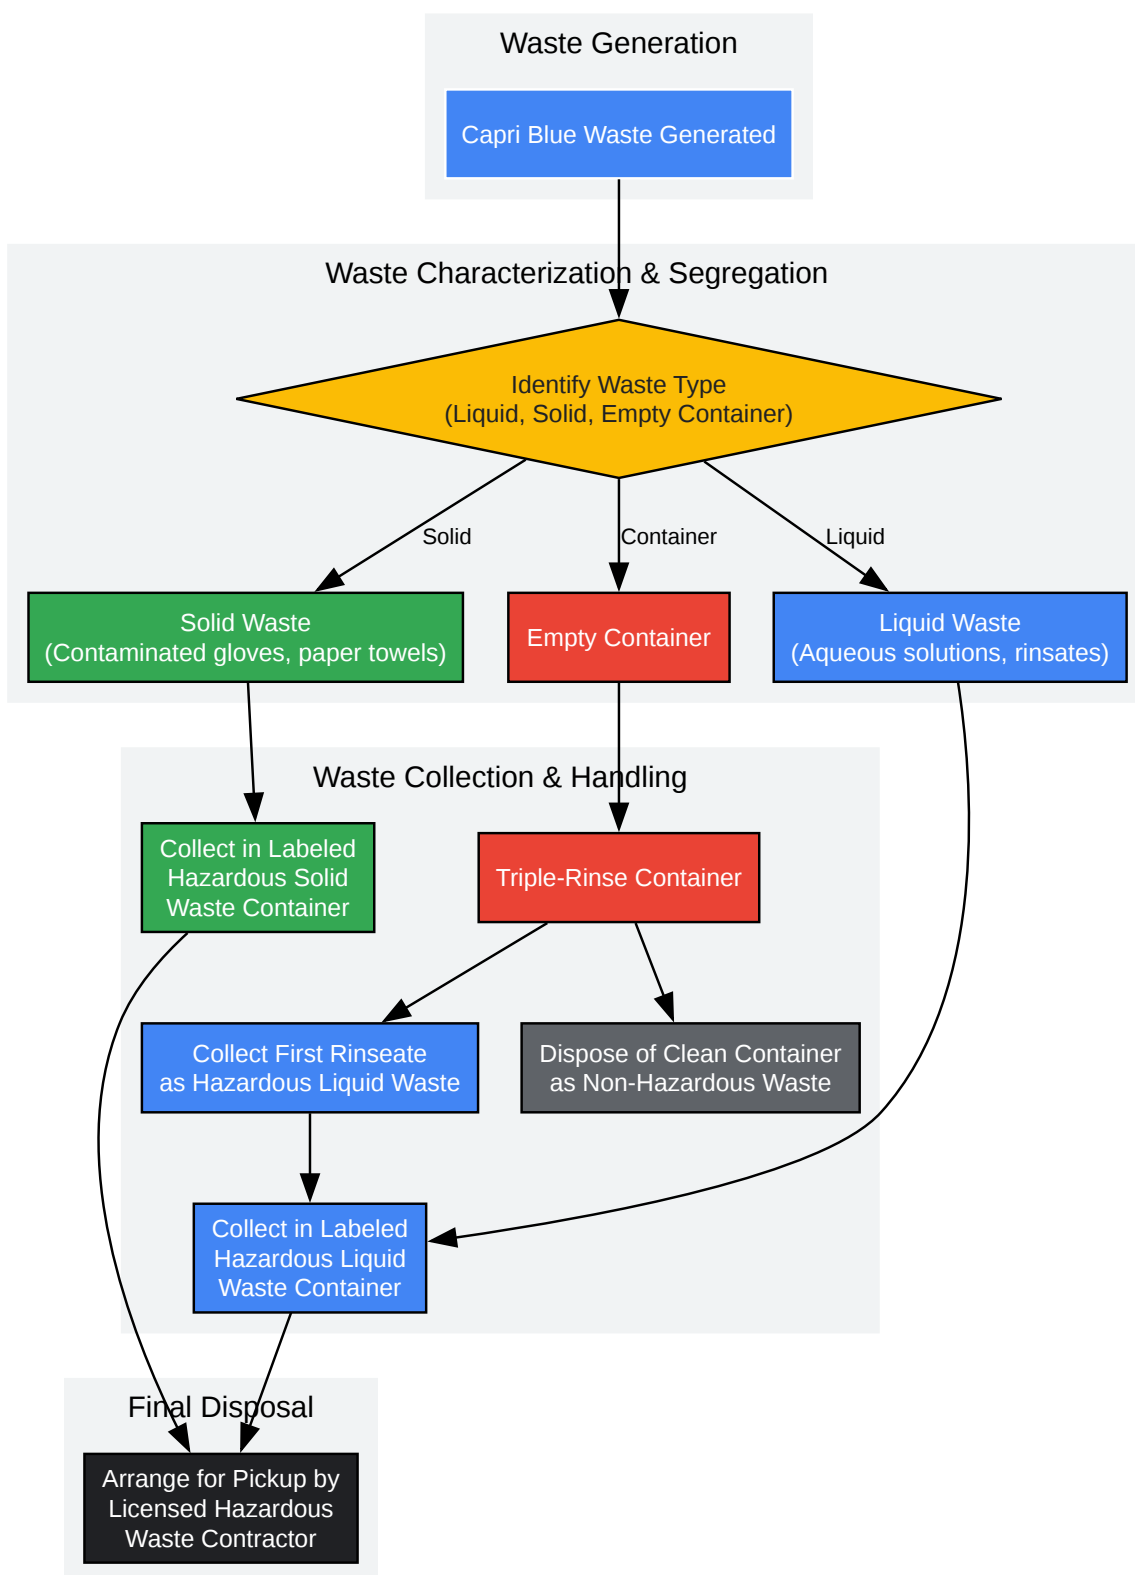 Waste Generation
Capri Blue Waste Generated
Waste Characterization & Segregation
Identify Waste Type
(Liquid, Solid, Empty Container)
Solid
Container
Liquid
Solid Waste
(Contaminated gloves, paper towels)
Empty Container
Liquid Waste
(Aqueous solutions, rinsates)
Waste Collection & Handling
Collect in Labeled
Hazardous Solid
Waste Container
Triple-Rinse Container
Collect First Rinseate
as Hazardous Liquid Waste
Dispose of Clean Container
as Non-Hazardous Waste
Collect in Labeled
Hazardous Liquid
Waste Container
Final Disposal
Arrange for Pickup by
Licensed Hazardous
Waste Contractor